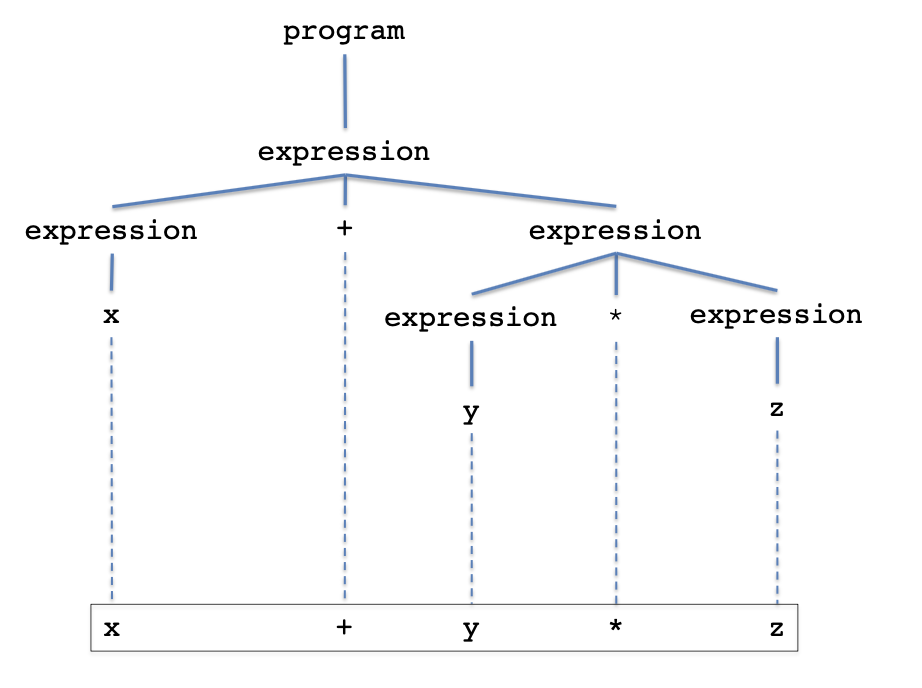 program
expression
expression + expression
x expression * expression
y z
x + y * z